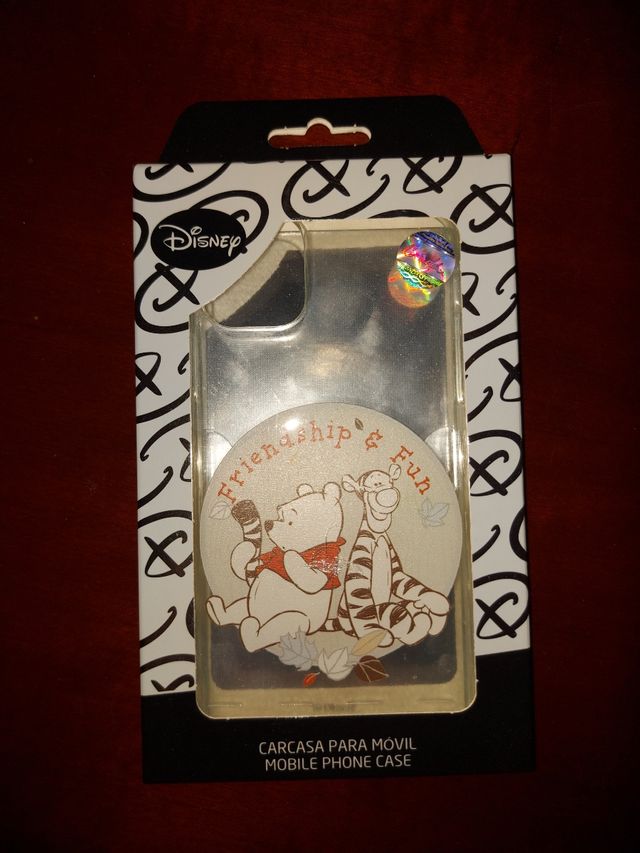 Disney
Friendship & Fun
CARCASA PARA MÓVIL
MOBILE PHONE CASE